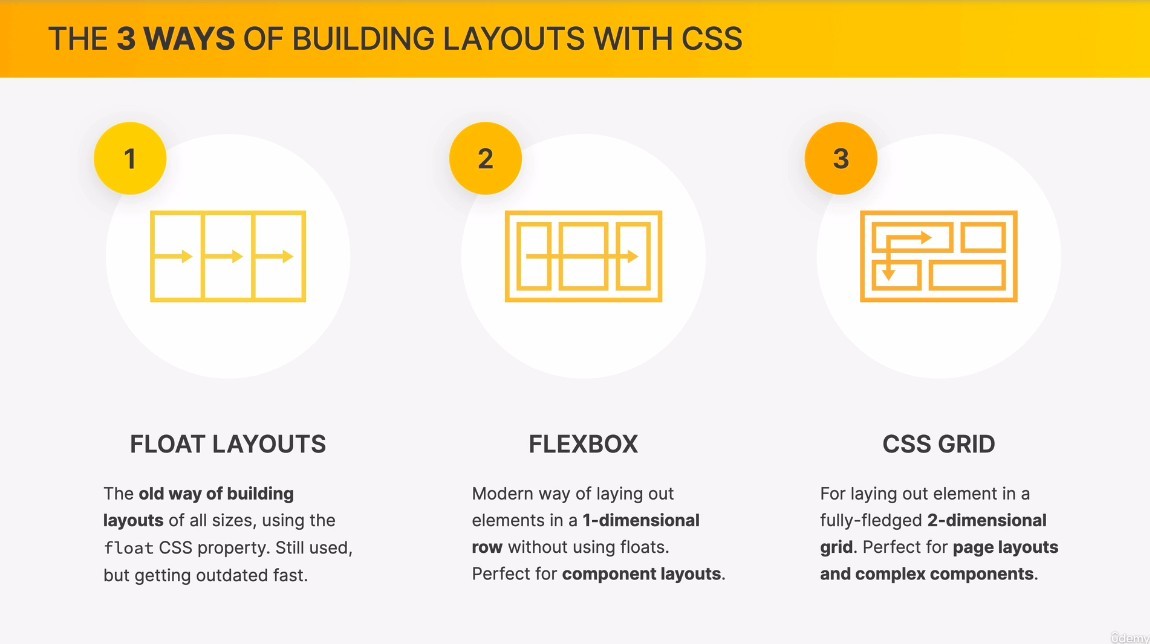 THE 3 WAYS OF BUILDING LAYOUTS WITH CSS
1
2
3
FLOAT LAYOUTS
The old way of building
layouts of all sizes, using the
float CSS property. Still used,
but getting outdated fast.
FLEXBOX
Modern way of laying out
elements in a 1-dimensional
row without using floats.
Perfect for component layouts.
CSS GRID
For laying out element in a
fully-fledged 2-dimensional
grid. Perfect for page layouts
and complex components.
Udemy